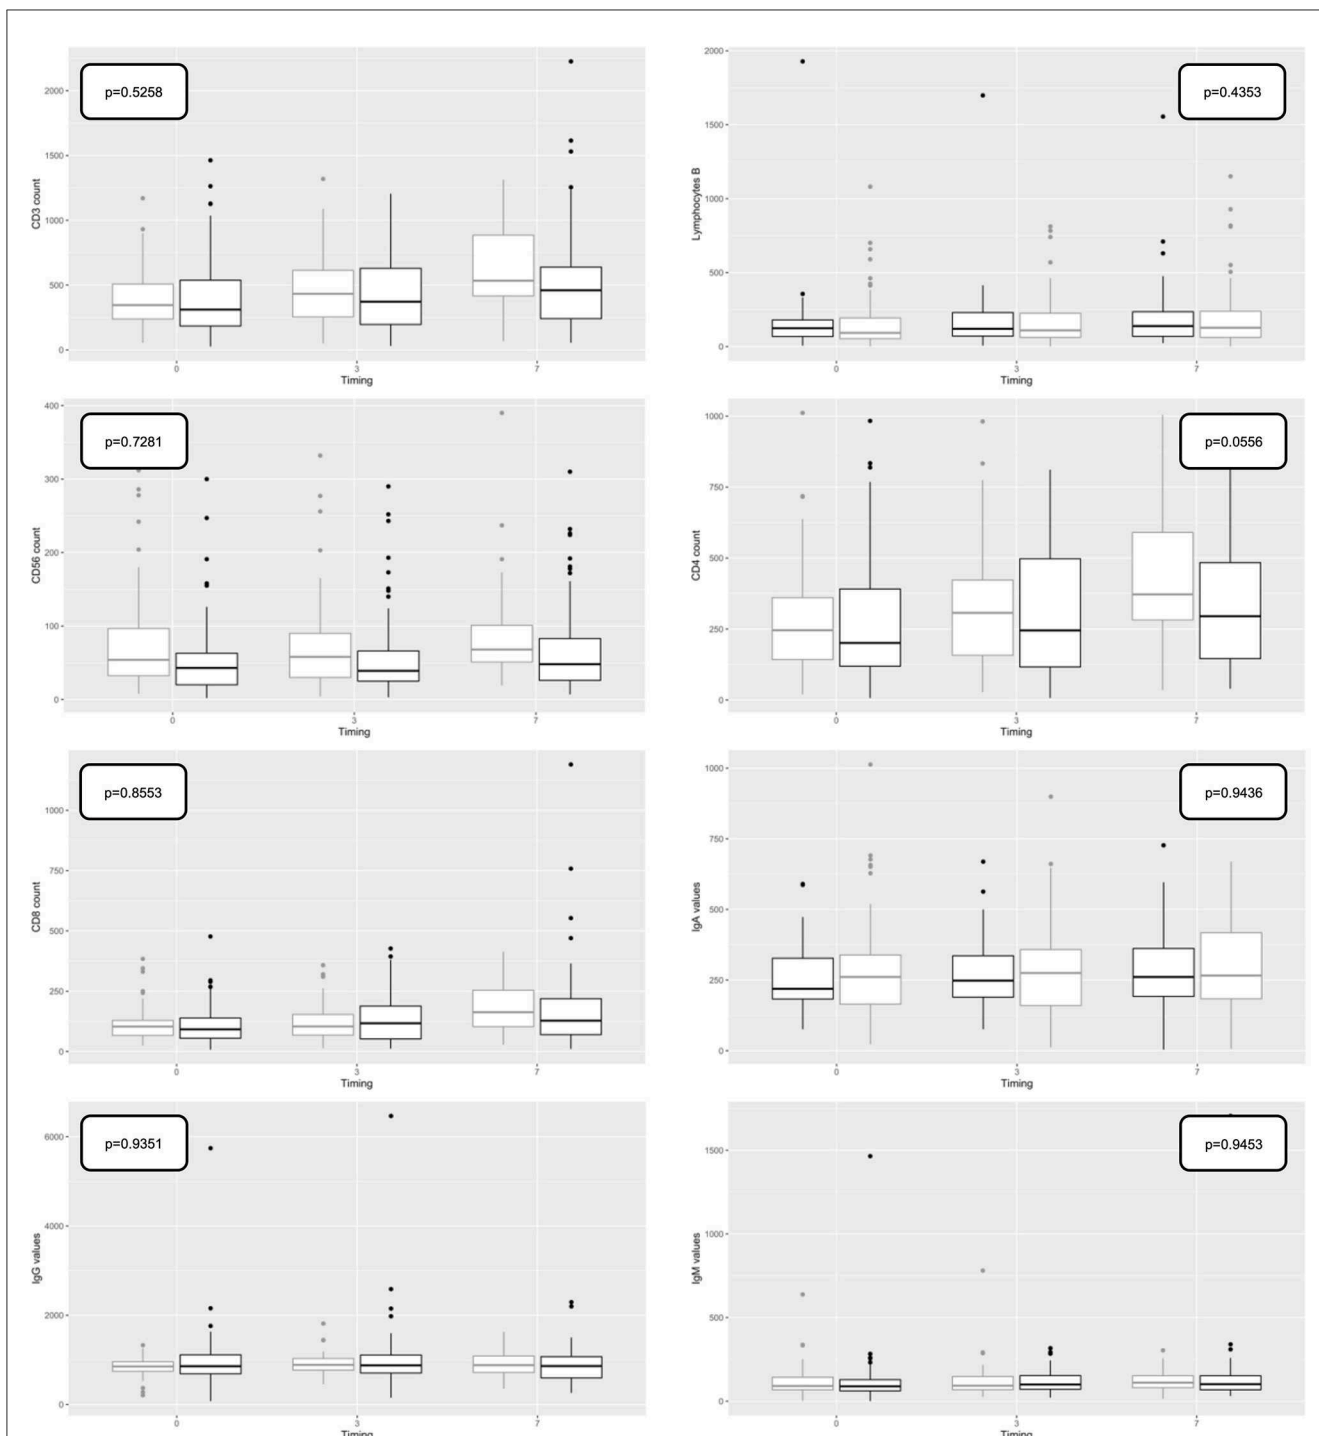 p=0.5258
CD3 count
2000
1500
1000
500
0
0 3 7
Timing
p=0.4353
Lymphocytes B
2000
1500
1000
500
0
0 3 7
Timing
p=0.7281
CD56 count
400
300
200
100
0
0 3 7
Timing
p=0.0556
CD4 count
1000
750
500
250
0
0 3 7
Timing
p=0.8553
CD8 count
1000
750
500
250
0
0 3 7
Timing
p=0.9436
IgA values
1000
750
500
250
0
0 3 7
Timing
p=0.9351
IgG values
6000
4000
2000
0
0 3 7
Timing
p=0.9453
IgM values
1500
1000
500
0
0 3 7
Timing